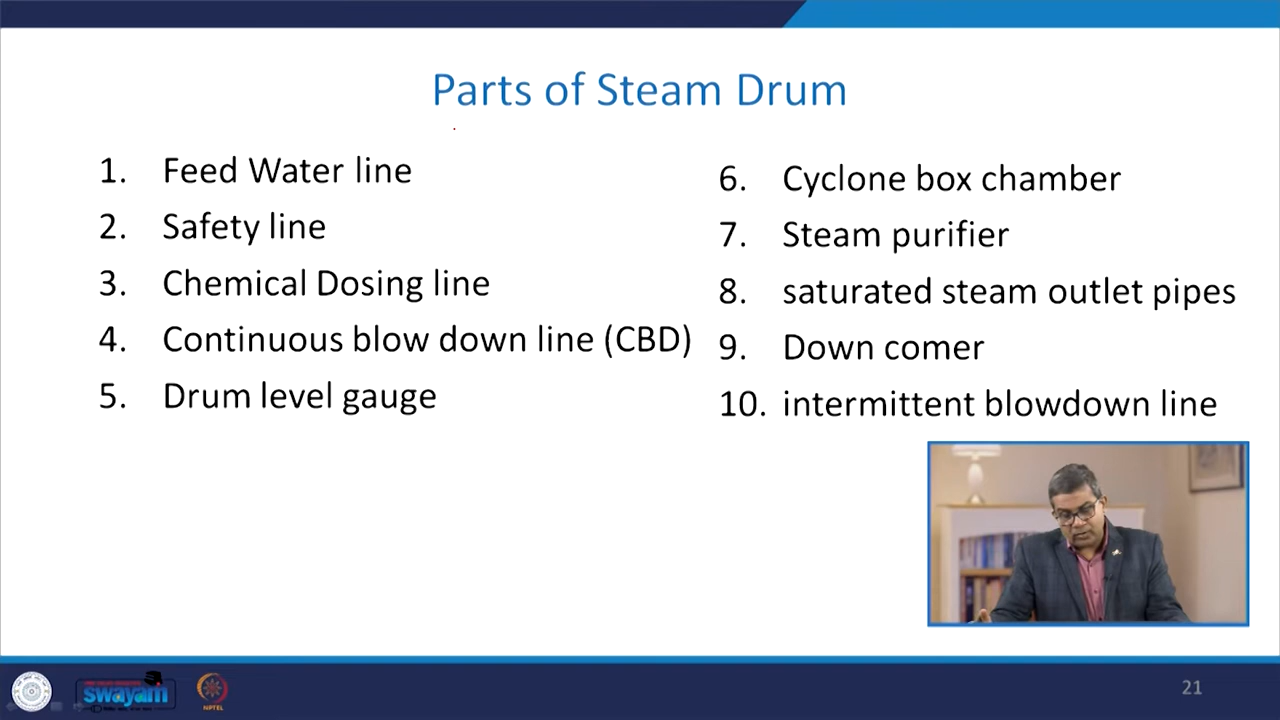 Parts of Steam Drum
1. Feed Water line
2. Safety line
3. Chemical Dosing line
4. Continuous blow down line (CBD)
5. Drum level gauge
6. Cyclone box chamber
7. Steam purifier
8. saturated steam outlet pipes
9. Down comer
10. intermittent blowdown line
swayam
NPTEL
21